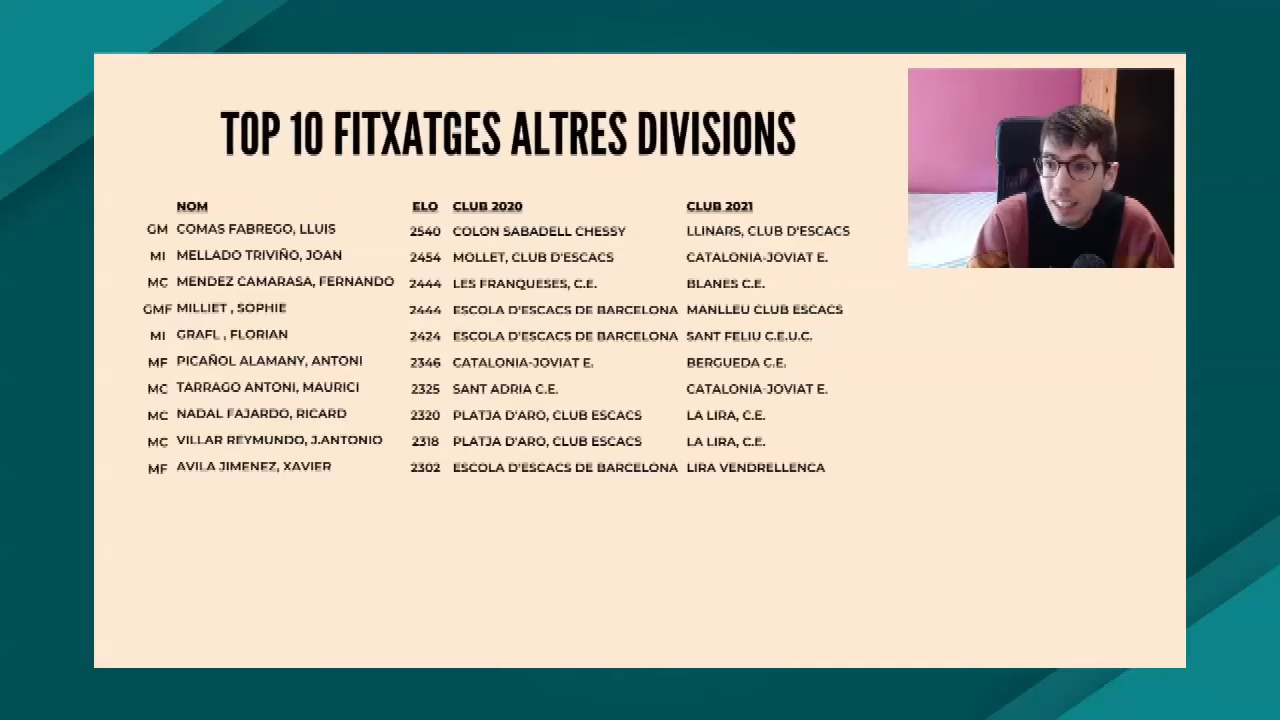 TOP 10 FITXATGES ALTRES DIVISIONS
NOM ELO CLUB 2020 CLUB 2021
GM COMAS FABREGO, LLUIS 2540 COLON SABADELL CHESSY LLINARS, CLUB D'ESCACS
MI MELLADO TRIVIÑO, JOAN 2454 MOLLET, CLUB D'ESCACS CATALONIA-JOVIAT E.
MC MENDEZ CAMARASA, FERNANDO 2444 LES FRANQUESES, C.E. BLANES C.E.
GMF MILLIET , SOPHIE 2444 ESCOLA D'ESCACS DE BARCELONA MANLLEU CLUB ESCACS
MI GRAFL , FLORIAN 2424 ESCOLA D'ESCACS DE BARCELONA SANT FELIU C.E.U.C.
MF PICAÑOL ALAMANY, ANTONI 2346 CATALONIA-JOVIAT E. BERGUEDA C.E.
MC TARRAGO ANTONI, MAURICI 2325 SANT ADRIA C.E. CATALONIA-JOVIAT E.
MC NADAL FAJARDO, RICARD 2320 PLATJA D'ARO, CLUB ESCACS LA LIRA, C.E.
MC VILLAR REYMUNDO, J.ANTONIO 2318 PLATJA D'ARO, CLUB ESCACS LA LIRA, C.E.
MF AVILA JIMENEZ, XAVIER 2302 ESCOLA D'ESCACS DE BARCELONA LIRA VENDRELLENCA